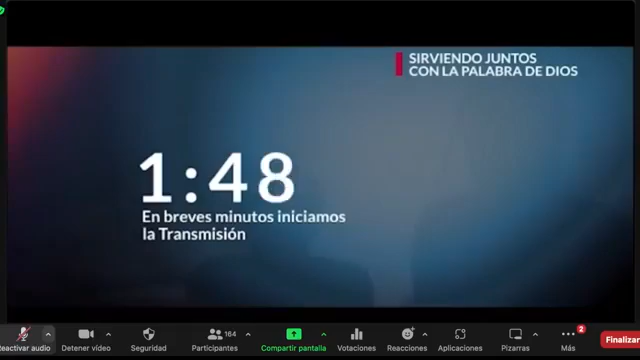 SIRVIENDO JUNTOS
CON LA PALABRA DE DIOS
1:48
En breves minutos iniciamos
la Transmisión
Reactivar audio
Detener vídeo
Seguridad
164
Participantes
Compartir pantalla
Votaciones
Reacciones
Aplicaciones
Pizarras
2
Más
Finalizar